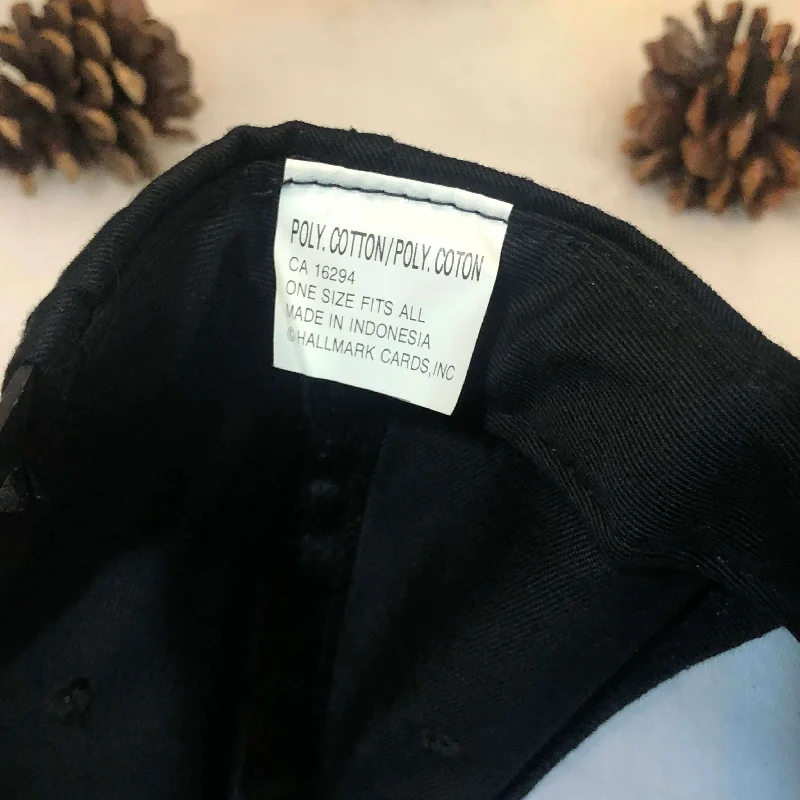 POLY. COTTON/POLY. COTON
CA 16294
ONE SIZE FITS ALL
MADE IN INDONESIA
©HALLMARK CARDS,INC